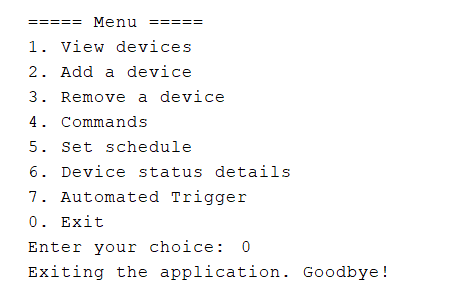 ===== Menu =====
1. View devices
2. Add a device
3. Remove a device
4. Commands
5. Set schedule
6. Device status details
7. Automated Trigger
0. Exit
Enter your choice: 0
Exiting the application. Goodbye!